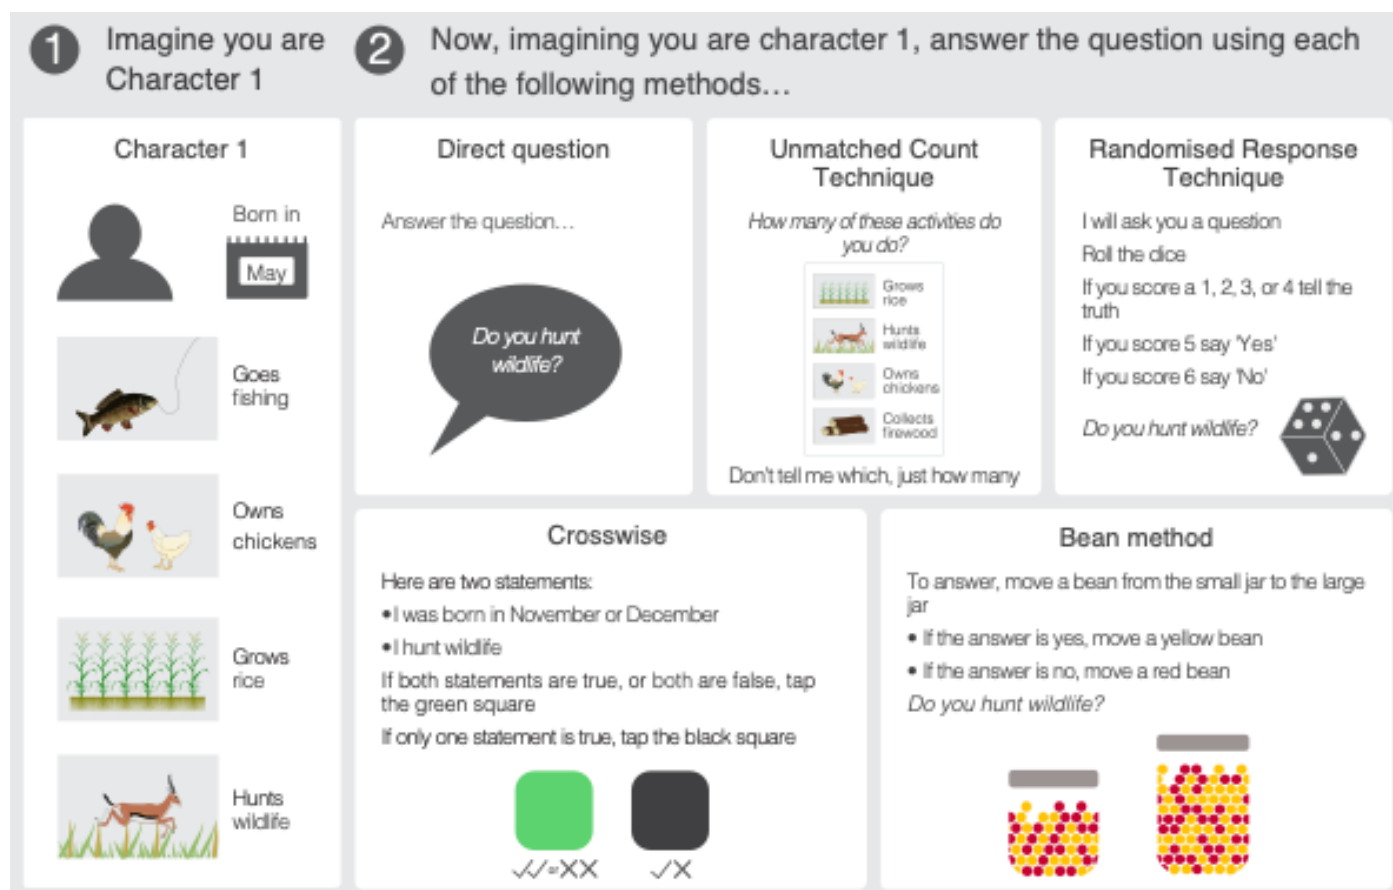 1
Imagine you are
Character 1
2
Now, imagining you are character 1, answer the question using each
of the following methods…
Character 1
Born in
May
Goes
fishing
Owns
chickens
Grows
rice
Hunts
wildlife
Direct question
Answer the question…
Do you hunt
wildlife?
Unmatched Count
Technique
How many of these activities do
you do?
Grows
rice
Hunts
wildlife
Owns
chickens
Collects
firewood
Don't tell me which, just how many
Randomised Response
Technique
I will ask you a question
Roll the dice
If you score a 1, 2, 3, or 4 tell the
truth
If you score 5 say 'Yes'
If you score 6 say 'No'
Do you hunt wildlife?
Crosswise
Here are two statements:
•I was born in November or December
•I hunt wildlife
If both statements are true, or both are false, tap
the green square
If only one statement is true, tap the black square
✓✓ or XX
✓X
Bean method
To answer, move a bean from the small jar to the large
jar
• If the answer is yes, move a yellow bean
• If the answer is no, move a red bean
Do you hunt wildlife?